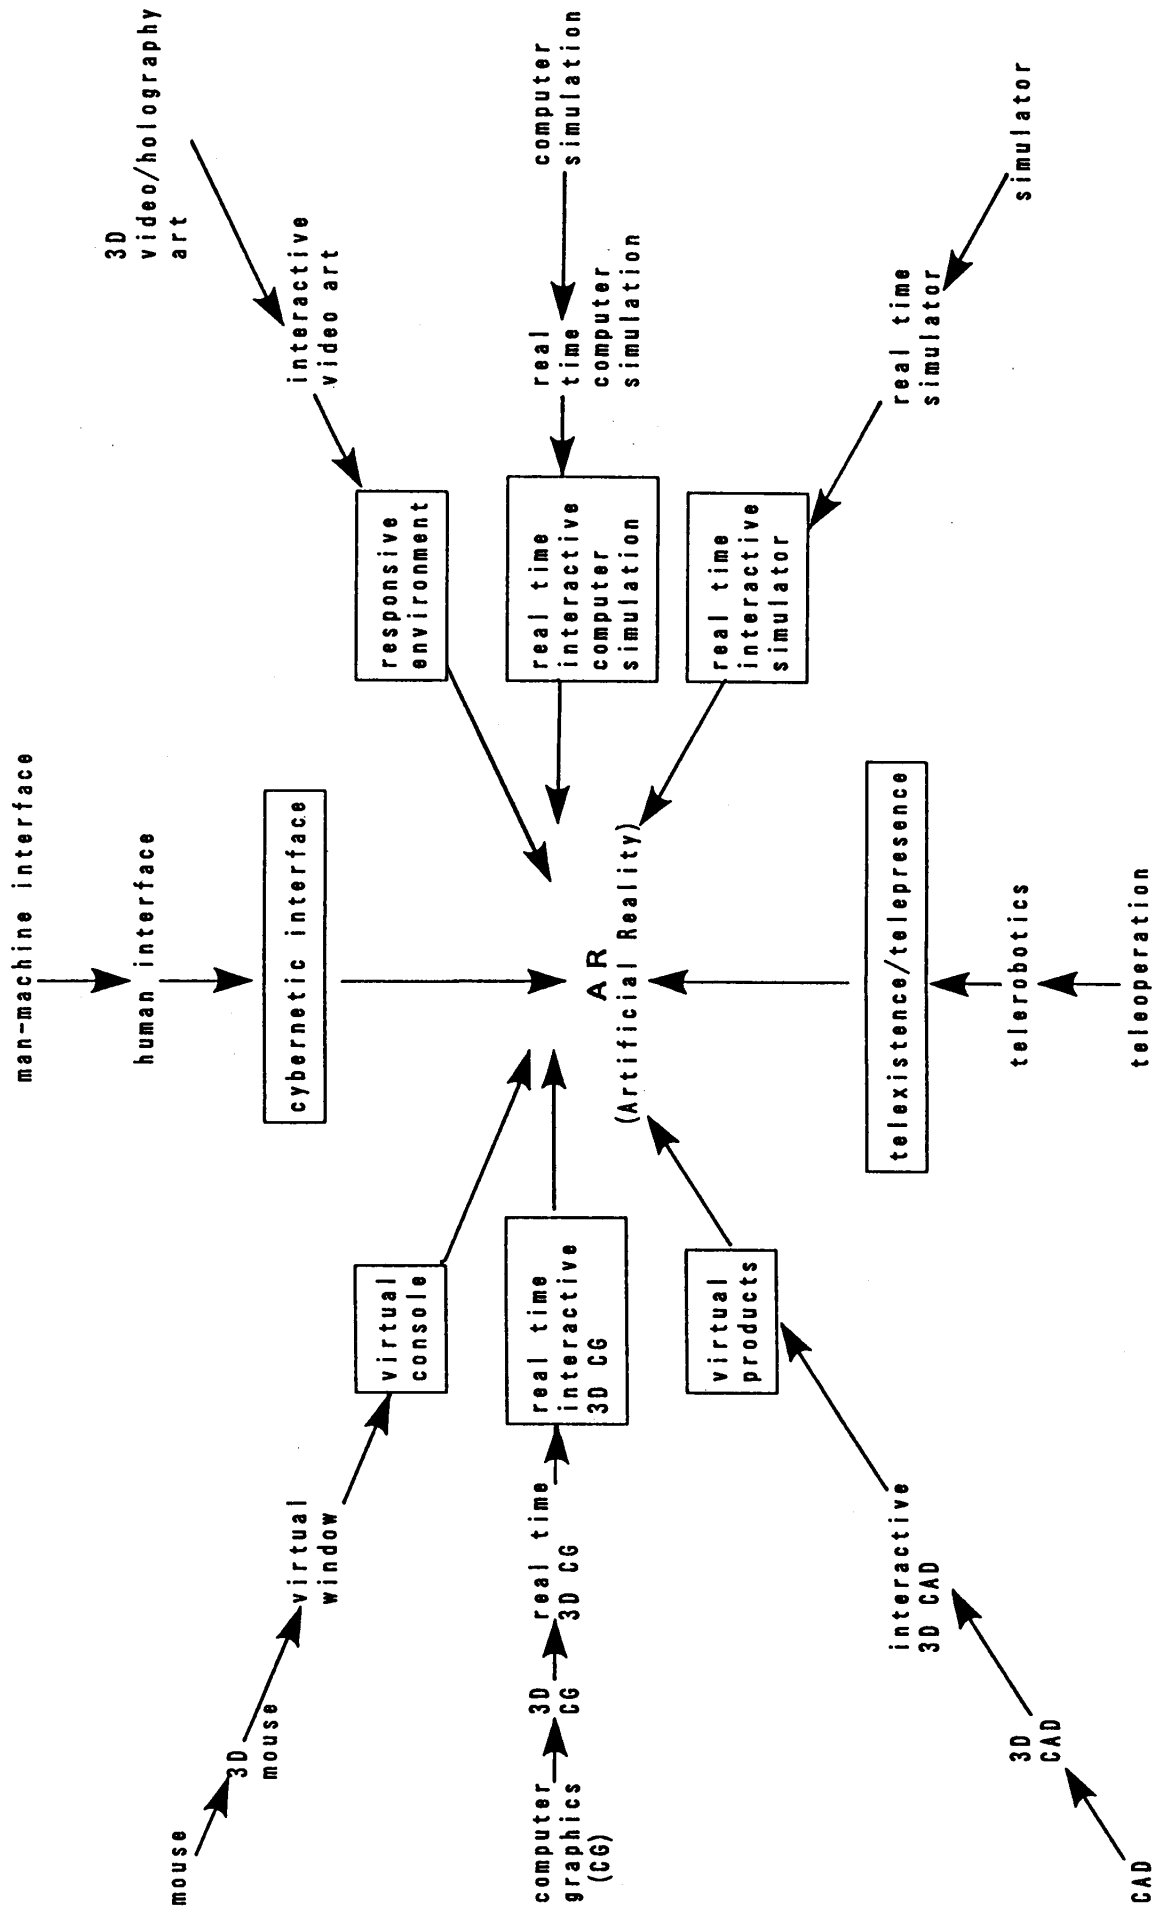 man-machine interface
human interface
cybernetic interface
mouse
3D
mouse
virtual
window
virtual
console
3D
video/holography
art
interactive
video art
responsive
environment
computer
graphics
(CG)
3D
CG
real time
3D CG
real time
interactive
3D CG
AR
(Artificial Reality)
real time
interactive
computer
simulation
real
time
computer
simulation
computer
simulation
CAD
3D
CAD
interactive
3D CAD
virtual
products
real time
interactive
simulator
real time
simulator
simulator
telexistence/telepresence
telerobotics
teleoperation